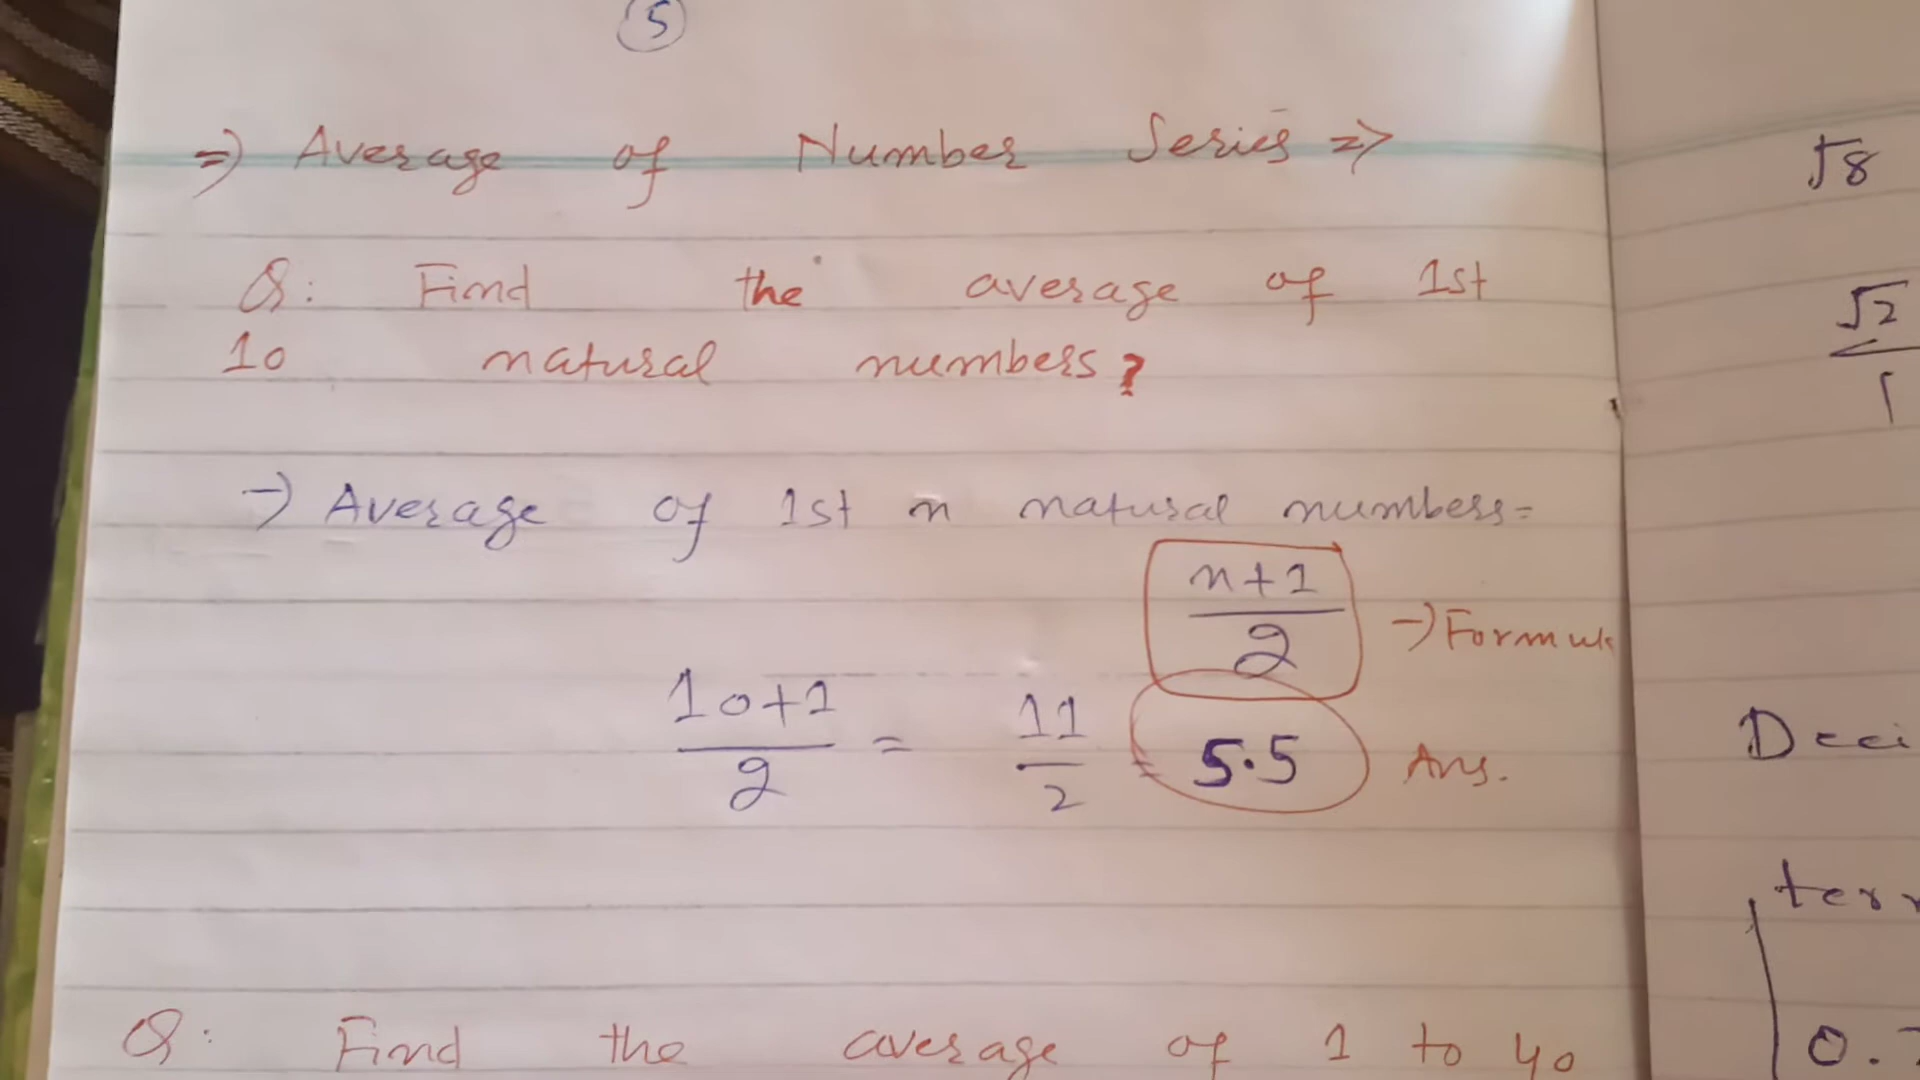 5
=> Average of Number Series =>
Q: Find the average of 1st
10 natural numbers?
→ Average of 1st n natural numbers=
n+1
2
→ Formul
10+1
2
=
11
2
= 5.5 Ans.
Q: Find the average of 1 to 40
√8
√2
1
Deci
ter
0.